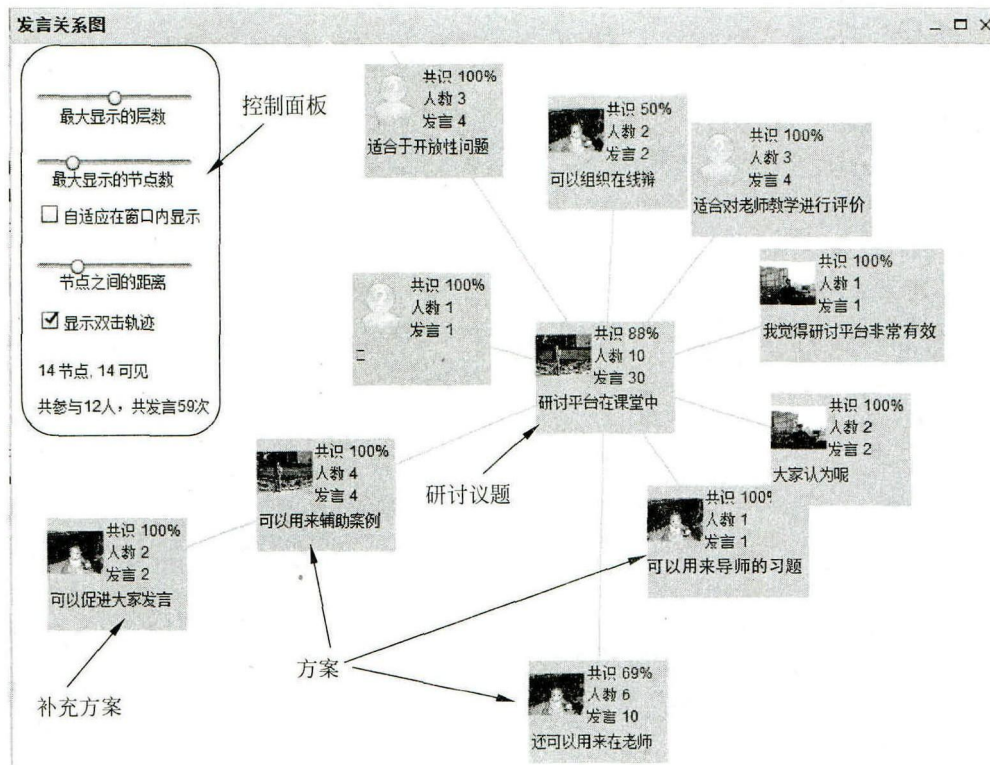 发言关系图
最大显示的层数
最大显示的节点数
自适应在窗口内显示
节点之间的距离
显示双击轨迹
14 节点, 14 可见
共参与12人，共发言59次
控制面板
共识 100%
人数 3
发言 4
适合于开放性问题
共识 50%
人数 2
发言 2
可以组织在线辩
共识 100%
人数 3
发言 4
适合对老师教学进行评价
共识 100%
人数 1
发言 1
我觉得研讨平台非常有效
共识 100%
人数 1
发言 1
共识 88%
人数 10
发言 30
研讨平台在课堂中
共识 100%
人数 2
发言 2
大家认为呢
研讨议题
共识 100%
人数 4
发言 4
可以用来辅助案例
共识 100%
人数 1
发言 1
可以用来导师的习题
共识 100%
人数 2
发言 2
可以促进大家发言
方案
补充方案
共识 69%
人数 6
发言 10
还可以用来在老师